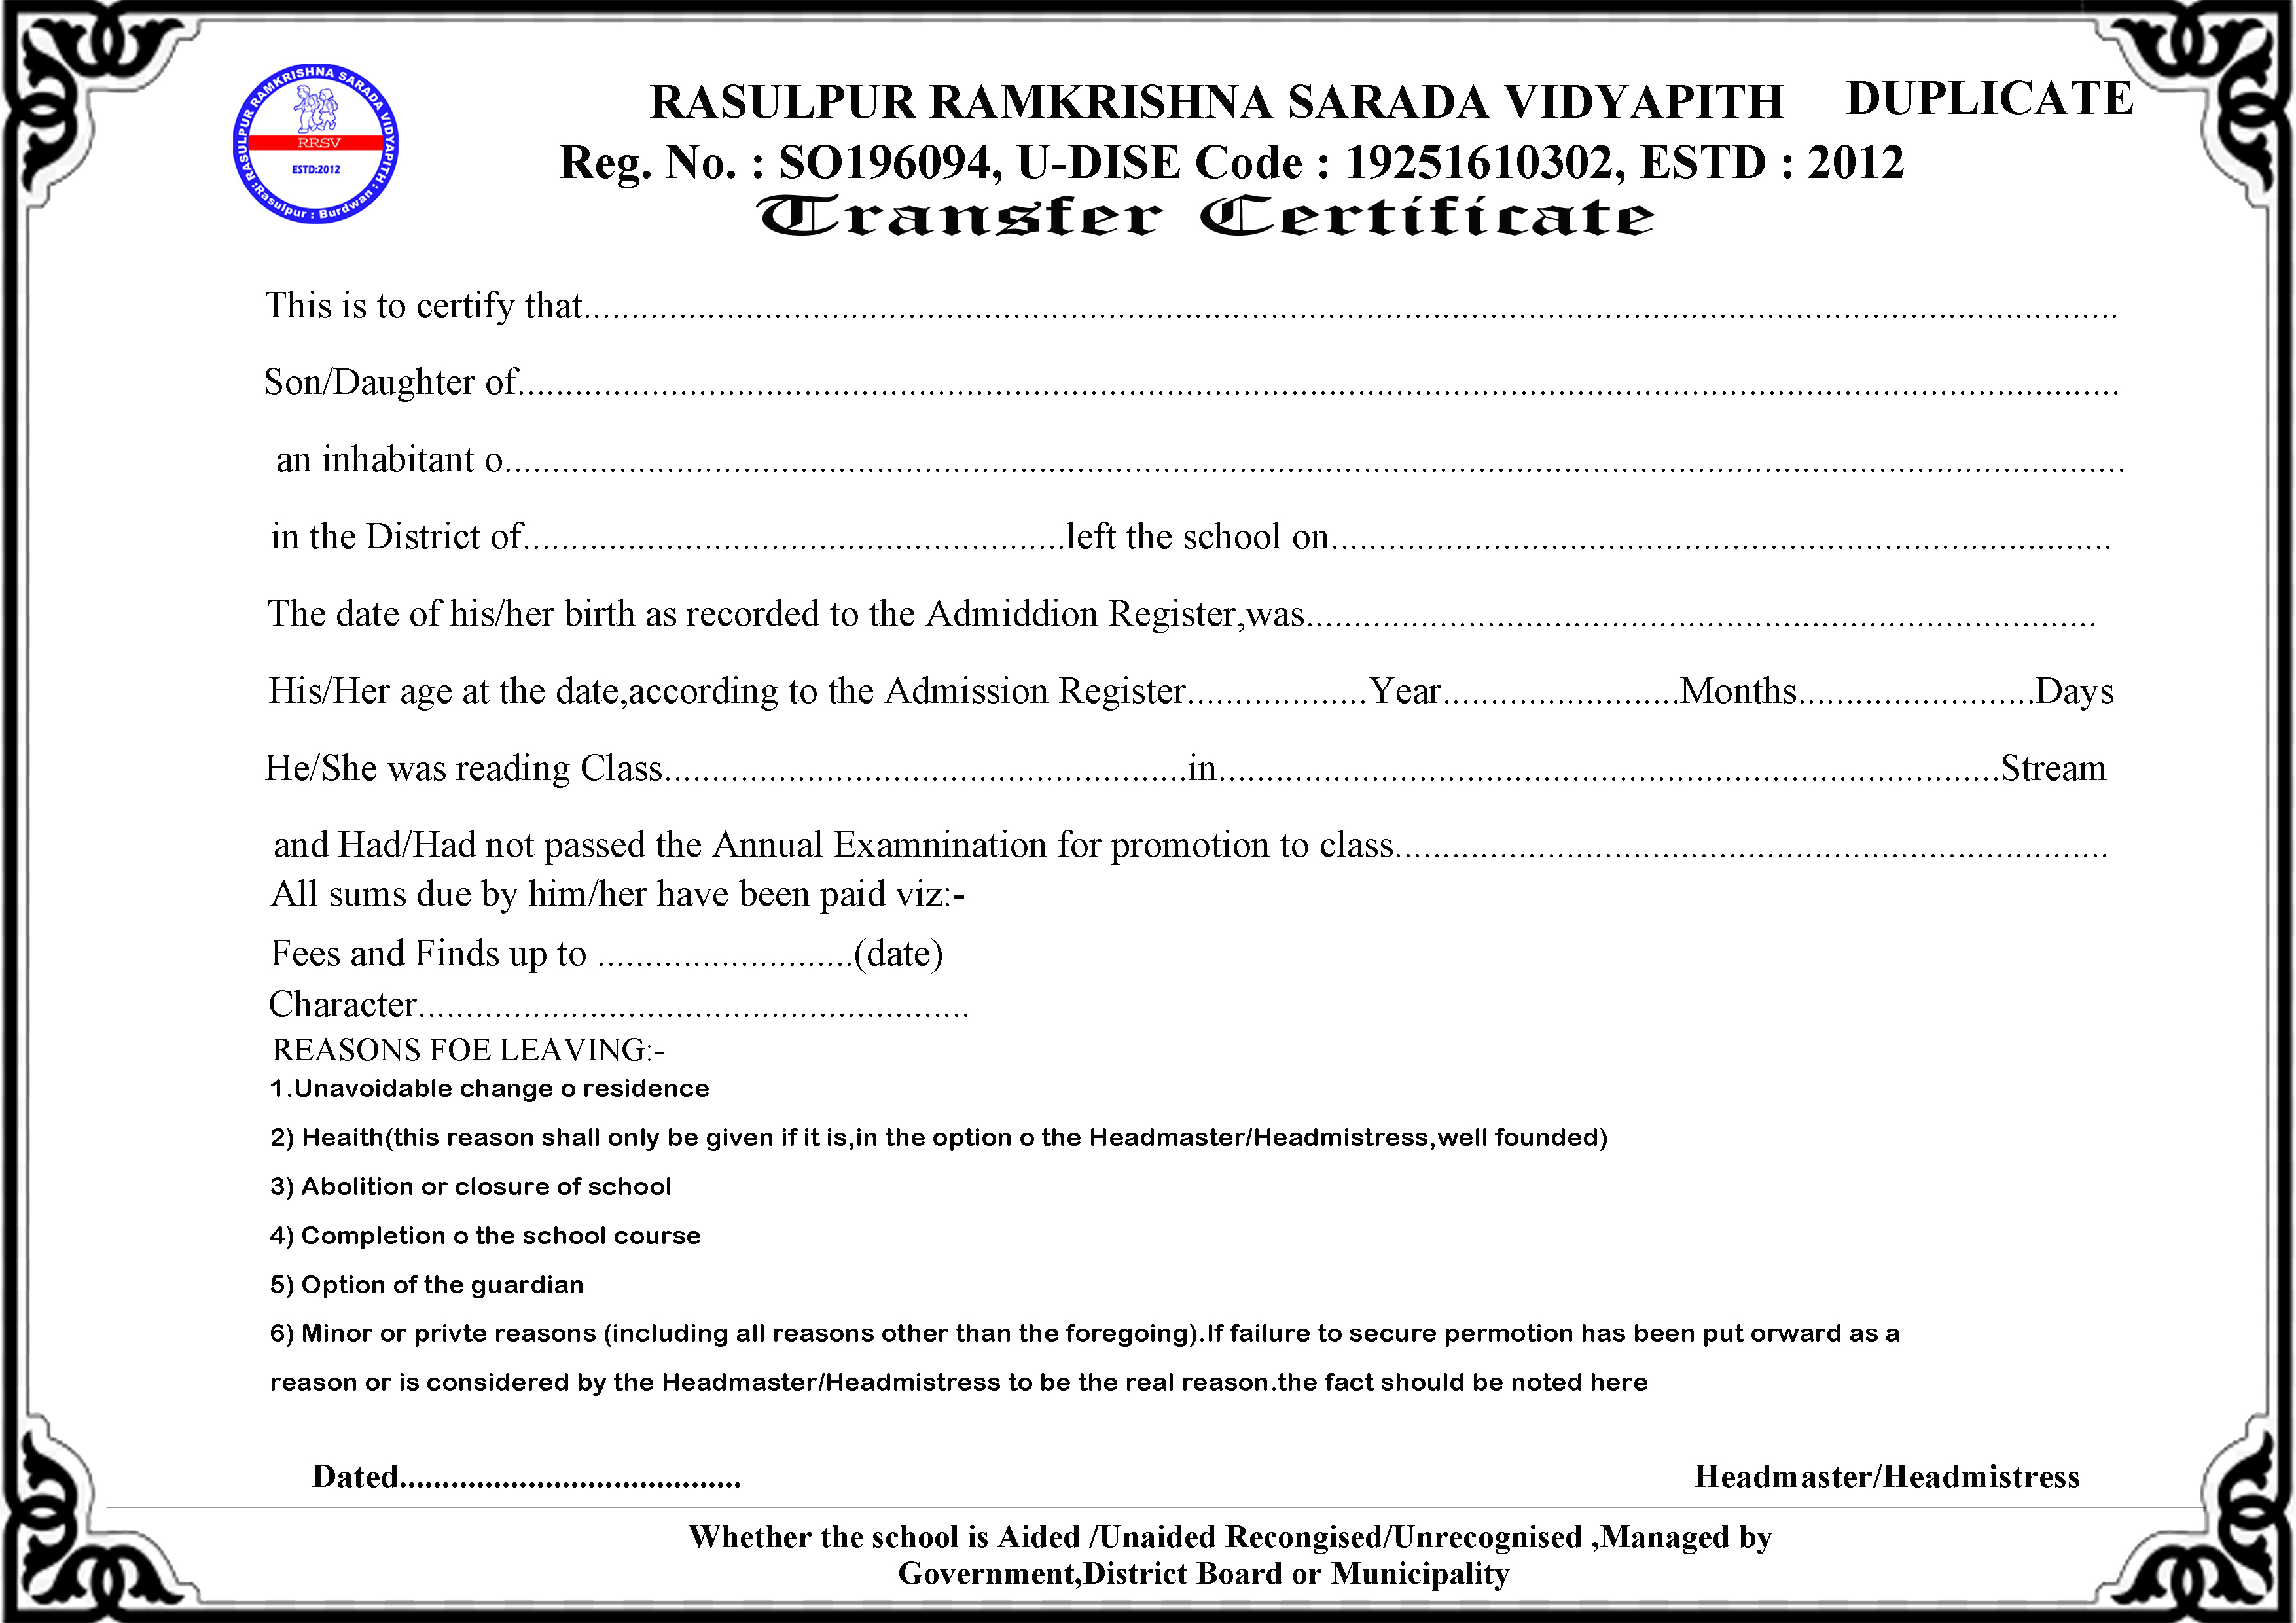 RASULPUR RAMKRISHNA SARADA VIDYAPITH : Rasulpur : Burdwan :
RRSV
ESTD:2012
RASULPUR RAMKRISHNA SARADA VIDYAPITH DUPLICATE
Reg. No. : SO196094, U-DISE Code : 19251610302, ESTD : 2012
Transfer Certificate
This is to certify that................................................................................
Son/Daughter of................................................................................
an inhabitant o................................................................................
in the District of........................................left the school on........................................
The date of his/her birth as recorded to the Admiddion Register,was........................................
His/Her age at the date,according to the Admission Register...................Year.........................Months.........................Days
He/She was reading Class........................................in........................................Stream
and Had/Had not passed the Annual Examnination for promotion to class........................................
All sums due by him/her have been paid viz:-
Fees and Finds up to ...........................(date)
Character..........................................................
REASONS FOE LEAVING:-
1.Unavoidable change o residence
2) Heaith(this reason shall only be given if it is,in the option o the Headmaster/Headmistress,well founded)
3) Abolition or closure of school
4) Completion o the school course
5) Option of the guardian
6) Minor or privte reasons (including all reasons other than the foregoing).If failure to secure permotion has been put orward as a
reason or is considered by the Headmaster/Headmistress to be the real reason.the fact should be noted here
Dated........................................ Headmaster/Headmistress
Whether the school is Aided /Unaided Recongised/Unrecognised ,Managed by
Government,District Board or Municipality